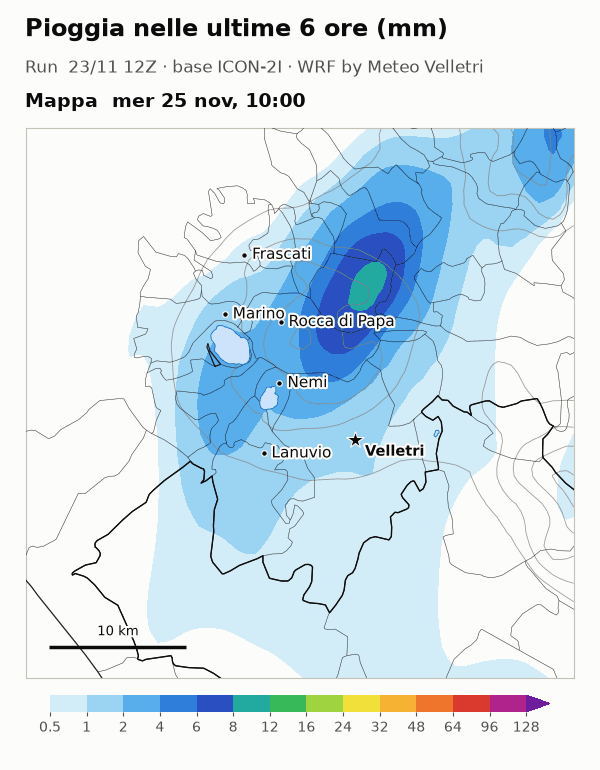 Pioggia nelle ultime 6 ore (mm)
Run  23/11 12Z · base ICON-2I · WRF by Meteo Velletri
Mappa  mer 25 nov, 10:00
Frascati
Marino
Rocca di Papa
Nemi
Velletri
Lanuvio
10 km
0.5 1 2 4 6 8 12 16 24 32 48 64 96 128